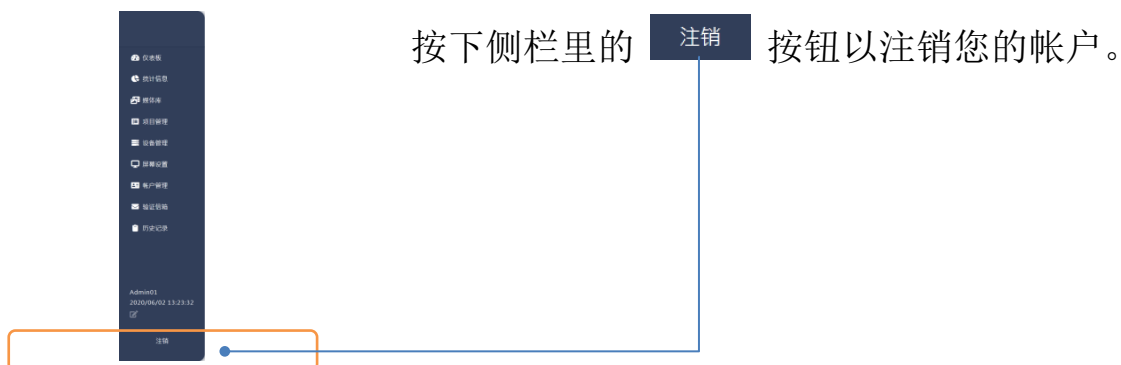 按下侧栏里的 注销 按钮以注销您的帐户。
仪表板
统计信息
媒体库
项目管理
设备管理
屏幕设置
帐户管理
验证信箱
历史记录
Admin01
2020/06/02 13:23:32
注销